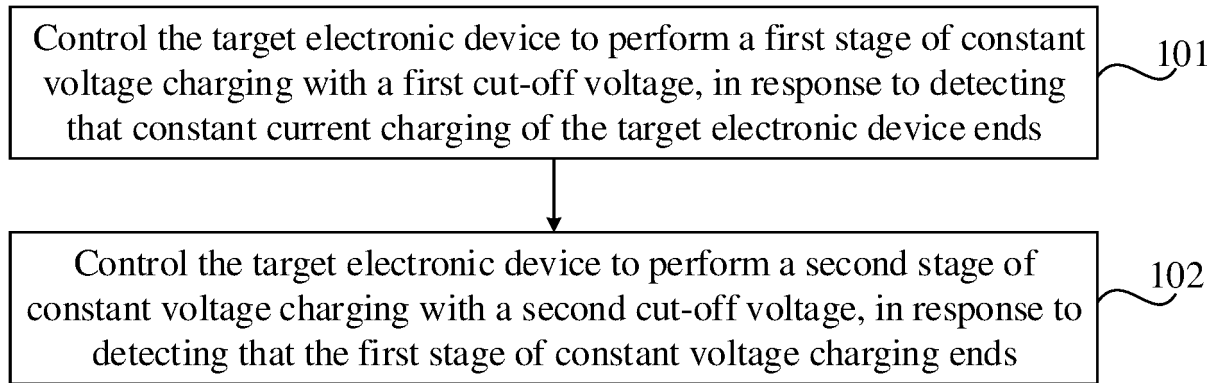 Control the target electronic device to perform a first stage of constant
voltage charging with a first cut-off voltage, in response to detecting
that constant current charging of the target electronic device ends
101
Control the target electronic device to perform a second stage of
constant voltage charging with a second cut-off voltage, in response to
detecting that the first stage of constant voltage charging ends
102